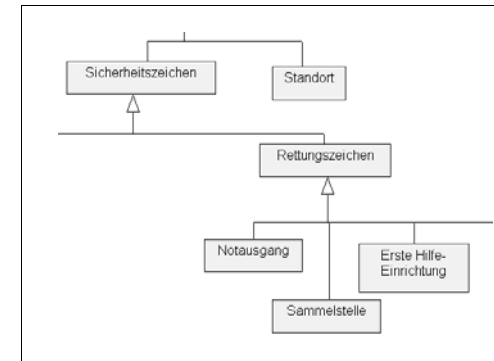 Sicherheitszeichen
Standort
Rettungszeichen
Notausgang
Erste Hilfe-
Einrichtung
Sammelstelle